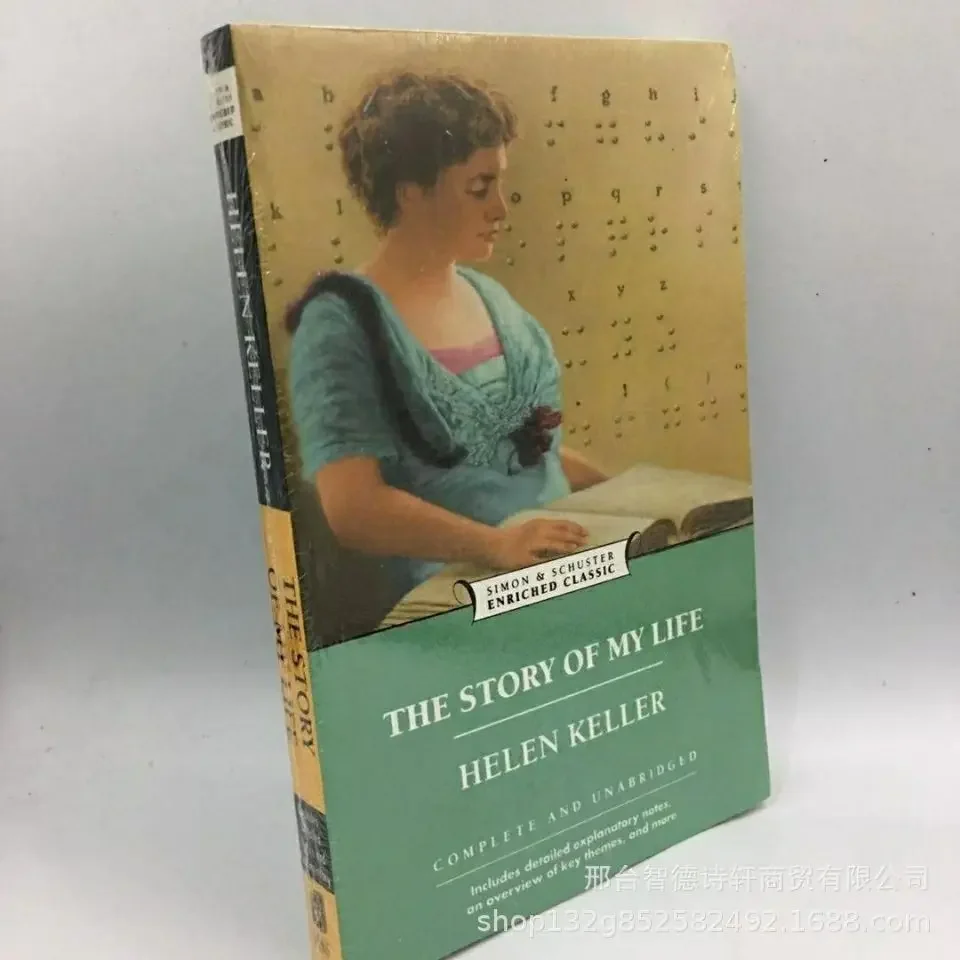 a b f g h i j
k l o p q r s t
x y z
! ( )
HELEN KELLER
THE STORY
OF MY LIFE
SIMON & SCHUSTER
ENRICHED CLASSIC
THE STORY OF MY LIFE
HELEN KELLER
COMPLETE AND UNABRIDGED
Includes detailed explanatory notes,
an overview of key themes, and more
邢台智德诗轩商贸有限公司
shop132g852582492.1688.com